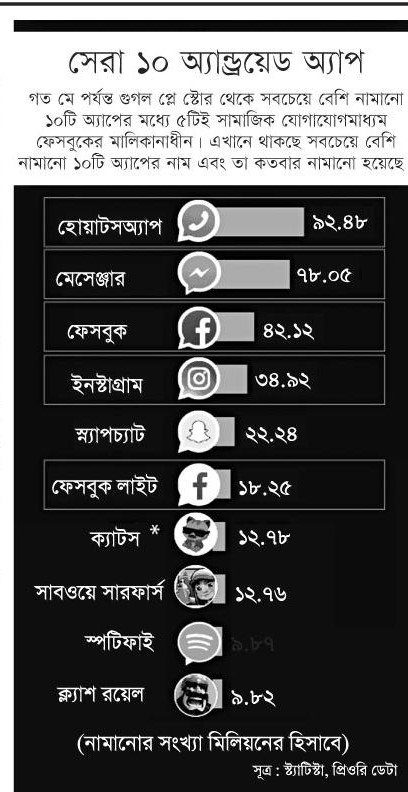 সেরা ১০ অ্যান্ড্রয়েড অ্যাপ
গত মে পর্যন্ত গুগল প্লে স্টোর থেকে সবচেয়ে বেশি নামানো
১০টি অ্যাপের মধ্যে ৫টিই সামাজিক যোগাযোগমাধ্যম
ফেসবুকের মালিকানাধীন। এখানে থাকছে সবচেয়ে বেশি
নামানো ১০টি অ্যাপের নাম এবং তা কতবার নামানো হয়েছে
হোয়াটসঅ্যাপ ৯২.৪৮
মেসেঞ্জার ৭৮.০৫
ফেসবুক ৪২.১২
ইনস্টাগ্রাম ৩৪.৯২
স্ন্যাপচ্যাট ২২.২৪
ফেসবুক লাইট ১৮.২৫
ক্যাটস * ১২.৭৮
সাবওয়ে সারফার্স ১২.৭৬
স্পটিফাই ৯.৮৭
ক্ল্যাশ রয়েল ৯.৮২
(নামানোর সংখ্যা মিলিয়নের হিসাবে)
সূত্র : স্ট্যাটিস্টা, প্রিওরি ডেটা